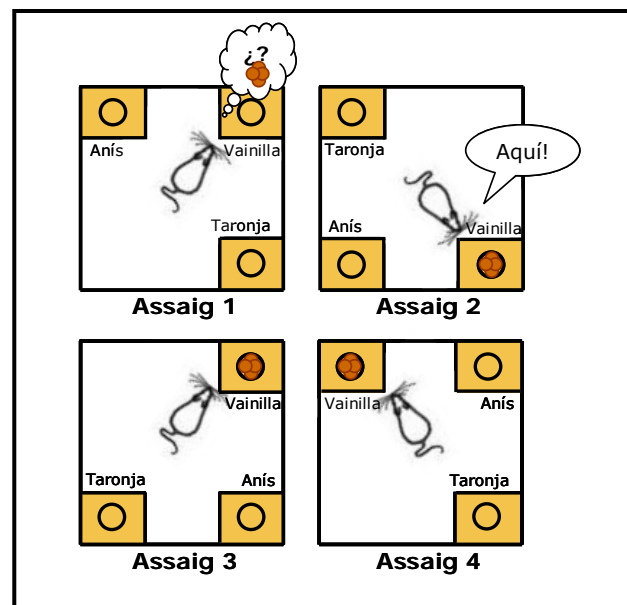 ¿?
Anís
Vainilla
Taronja
Assaig 1
Taronja
Aquí!
Vainilla
Anís
Assaig 2
Vainilla
Taronja
Anís
Assaig 3
Vainilla
Anís
Taronja
Assaig 4